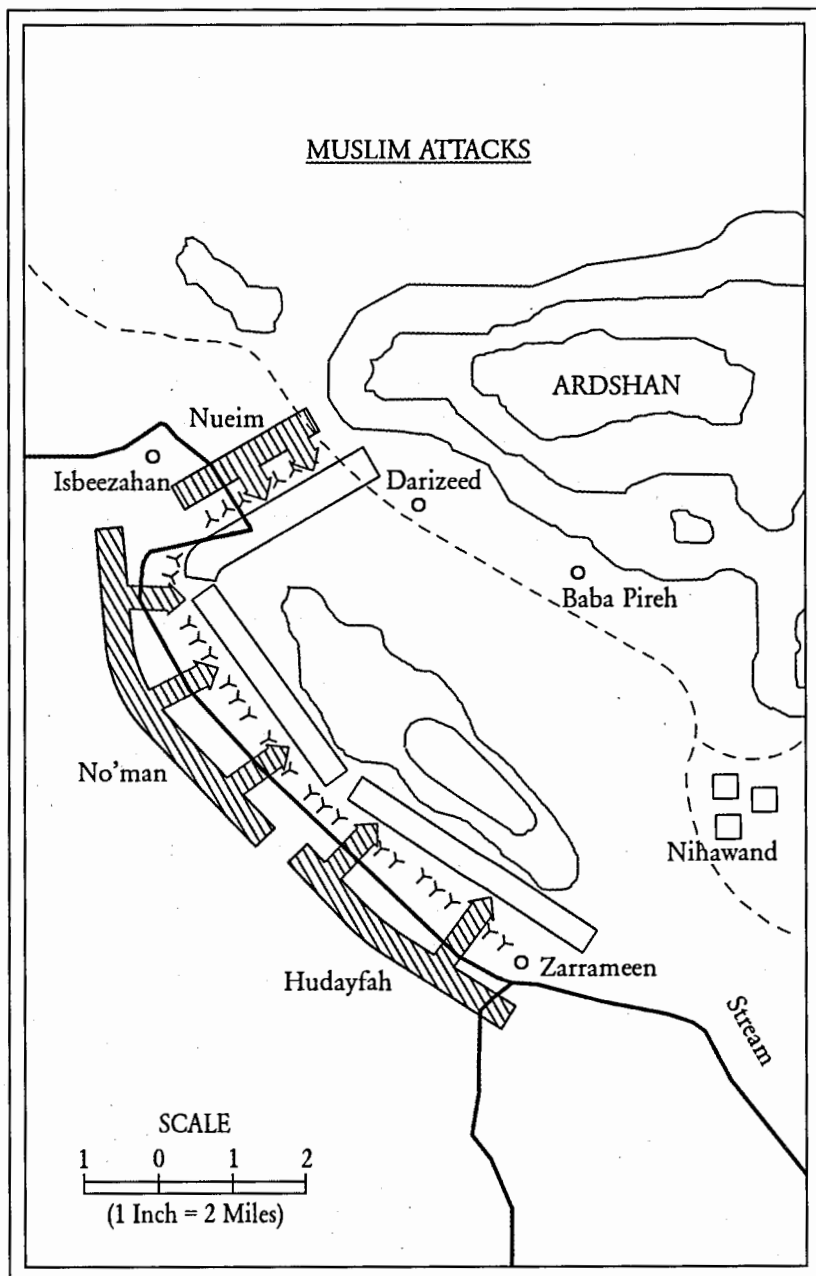 MUSLIM ATTACKS
ARDSHAN
Nueim
Isbeezahan
Darizeed
Baba Pireh
No'man
Nihawand
Hudayfah
Zarrameen
Stream
SCALE
1 0 1 2
(1 Inch = 2 Miles)